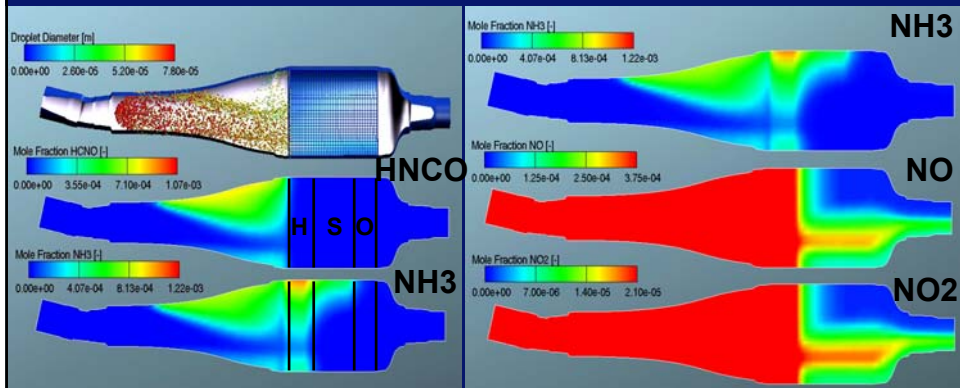 Droplet Diameter [m]
0.00e+00 2.60e-05 5.20e-05 7.80e-05
Mole Fraction HCNO [-]
0.00e+00 3.55e-04 7.10e-04 1.07e-03
HNCO
H S O
Mole Fraction NH3 [-]
0.00e+00 4.07e-04 8.13e-04 1.22e-03
NH3
Mole Fraction NH3 [-]
0.00e+00 4.07e-04 8.13e-04 1.22e-03
NH3
Mole Fraction NO [-]
0.00e+00 1.25e-04 2.50e-04 3.75e-04
NO
Mole Fraction NO2 [-]
0.00e+00 7.00e-06 1.40e-05 2.10e-05
NO2